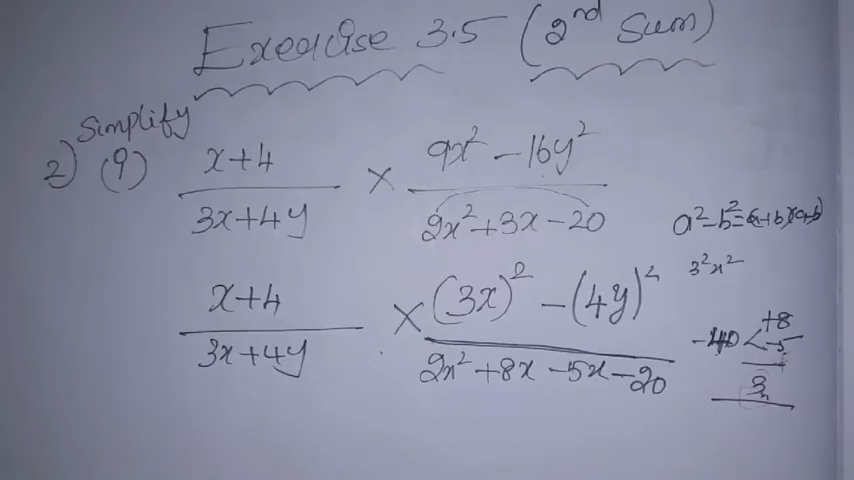 Exercise 3.5 (2nd Sum)
Simplify
2) (9) x+4 / 3x+4y × 9x² – 16y² / 2x²+3x–20
a²–b²=(a+b)(a-b)
3²x²
x+4 / 3x+4y × (3x)² – (4y)² / 2x²+8x–5x–20
-40 < +8 -5
3